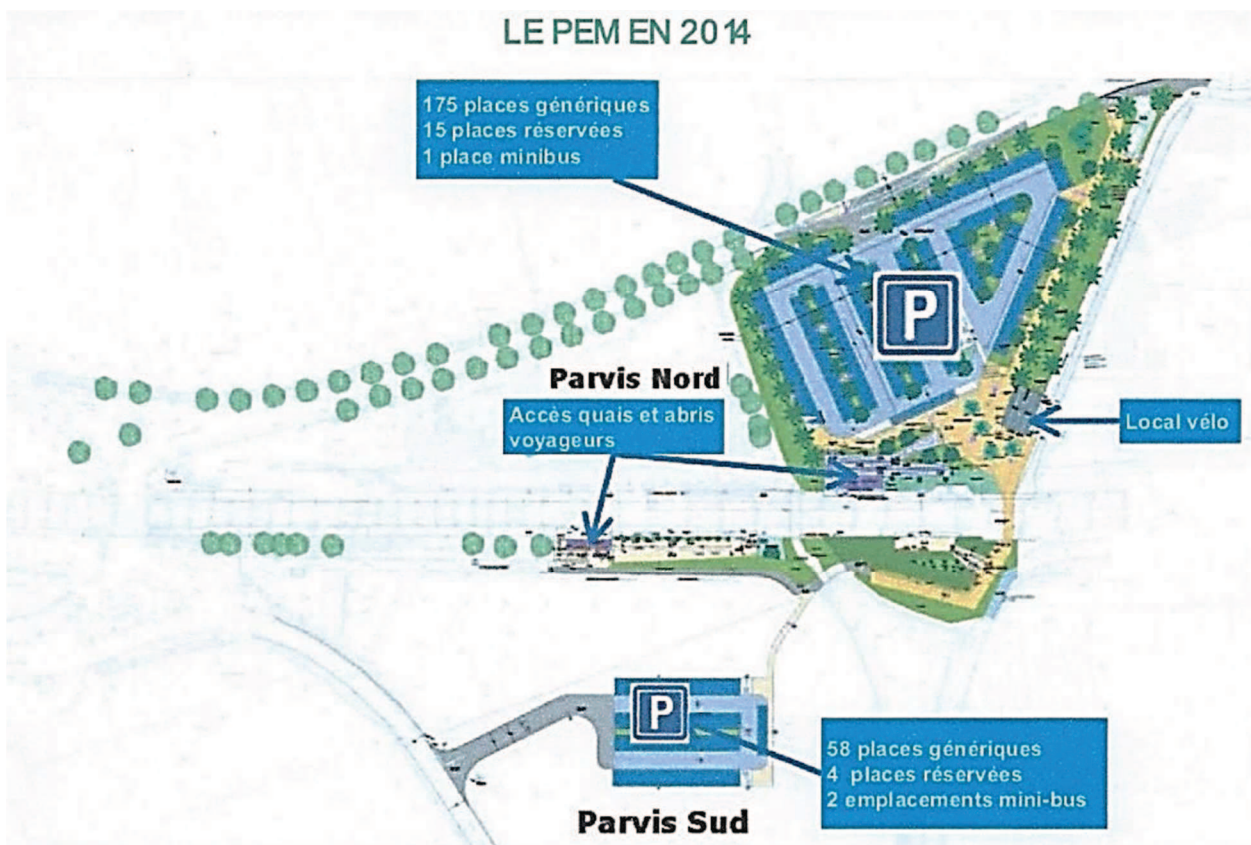 LE PEM EN 2014
175 places génériques
15 places réservées
1 place minibus
P
Parvis Nord
Accès quais et abris
voyageurs
Local vélo
P
58 places génériques
4 places réservées
2 emplacements mini-bus
Parvis Sud